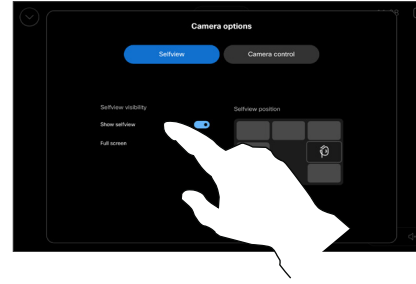 Camera options
Selfview
Camera control
Selfview visibility
Selfview position
Show selfview
Full screen